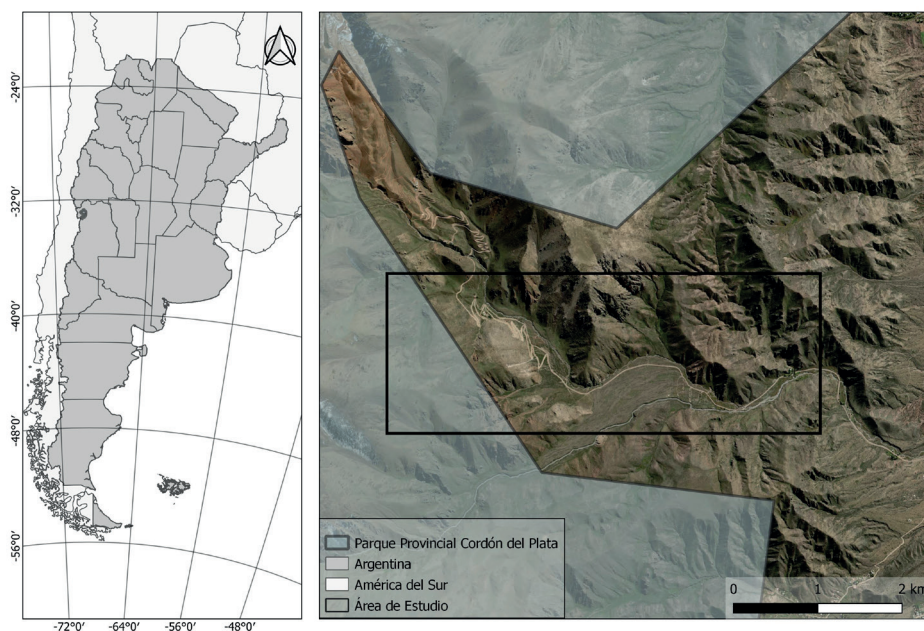 -24°0'
-32°0'
-40°0'
-48°0'
-56°0'
-72°0'
-64°0'
-56°0'
-48°0'
Parque Provincial Cordón del Plata
Argentina
América del Sur
Área de Estudio
0 1 2 km